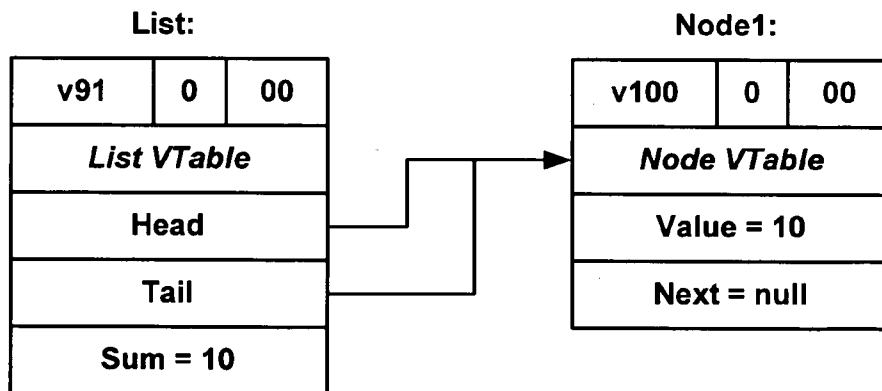 List:
v91 0 00
List VTable
Head
Tail
Sum = 10
Node1:
v100 0 00
Node VTable
Value = 10
Next = null